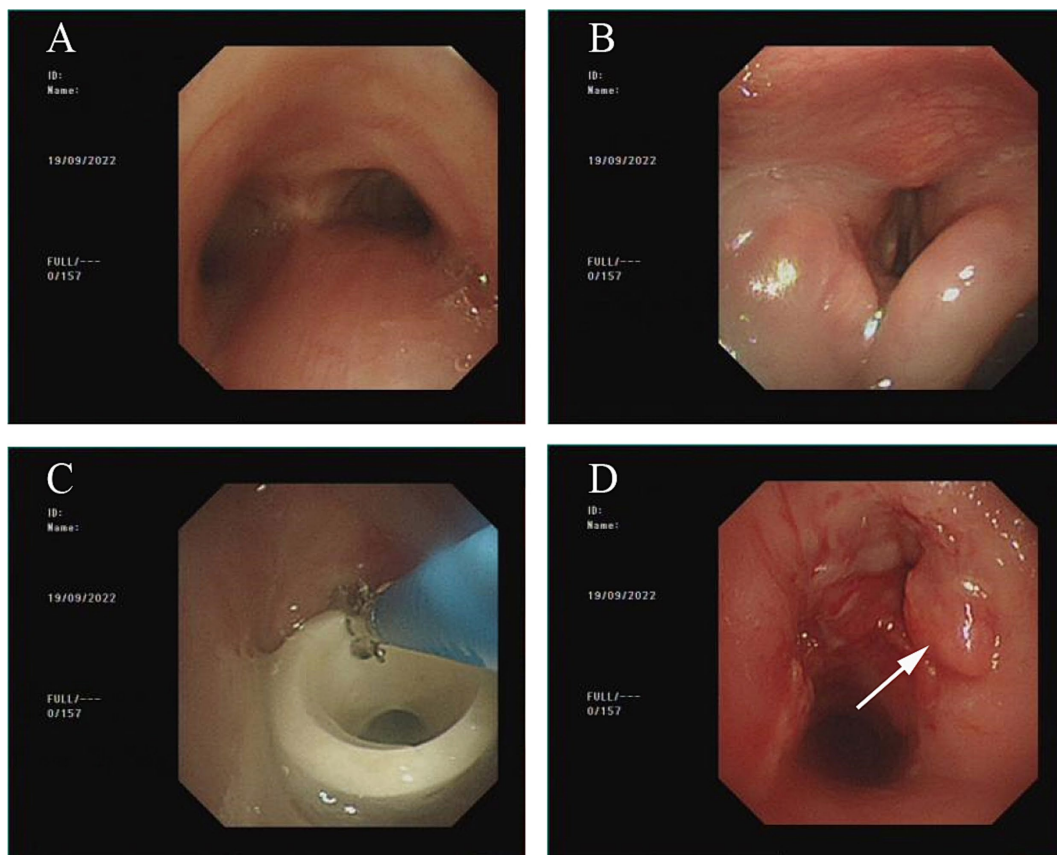 A
ID:
Name:
19/09/2022
FULL/---
0/157
B
ID:
Name:
19/09/2022
FULL/---
0/157
C
ID:
Name:
19/09/2022
FULL/---
0/157
D
ID:
Name:
19/09/2022
FULL/---
0/157